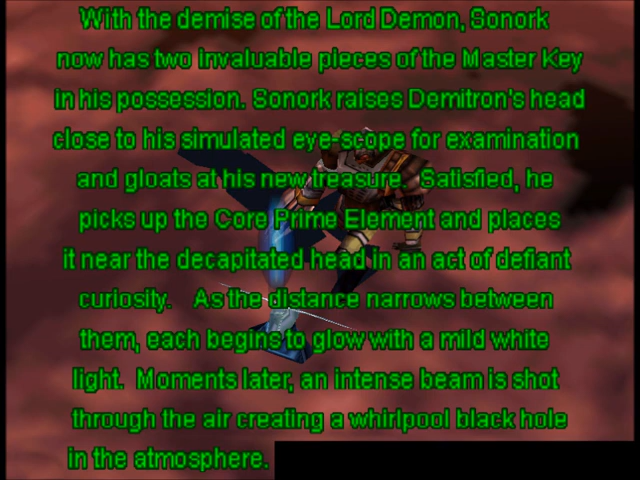 With the demise of the Lord Demon, Sonork
now has two invaluable pieces of the Master Key
in his possession. Sonork raises Demitron's head
close to his simulated eye-scope for examination
and gloats at his new treasure.  Satisfied, he
picks up the Core Prime Element and places
it near the decapitated head in an act of defiant
curiosity.   As the distance narrows between
them, each begins to glow with a mild white
light.  Moments later, an intense beam is shot
through the air creating a whirlpool black hole
in the atmosphere.